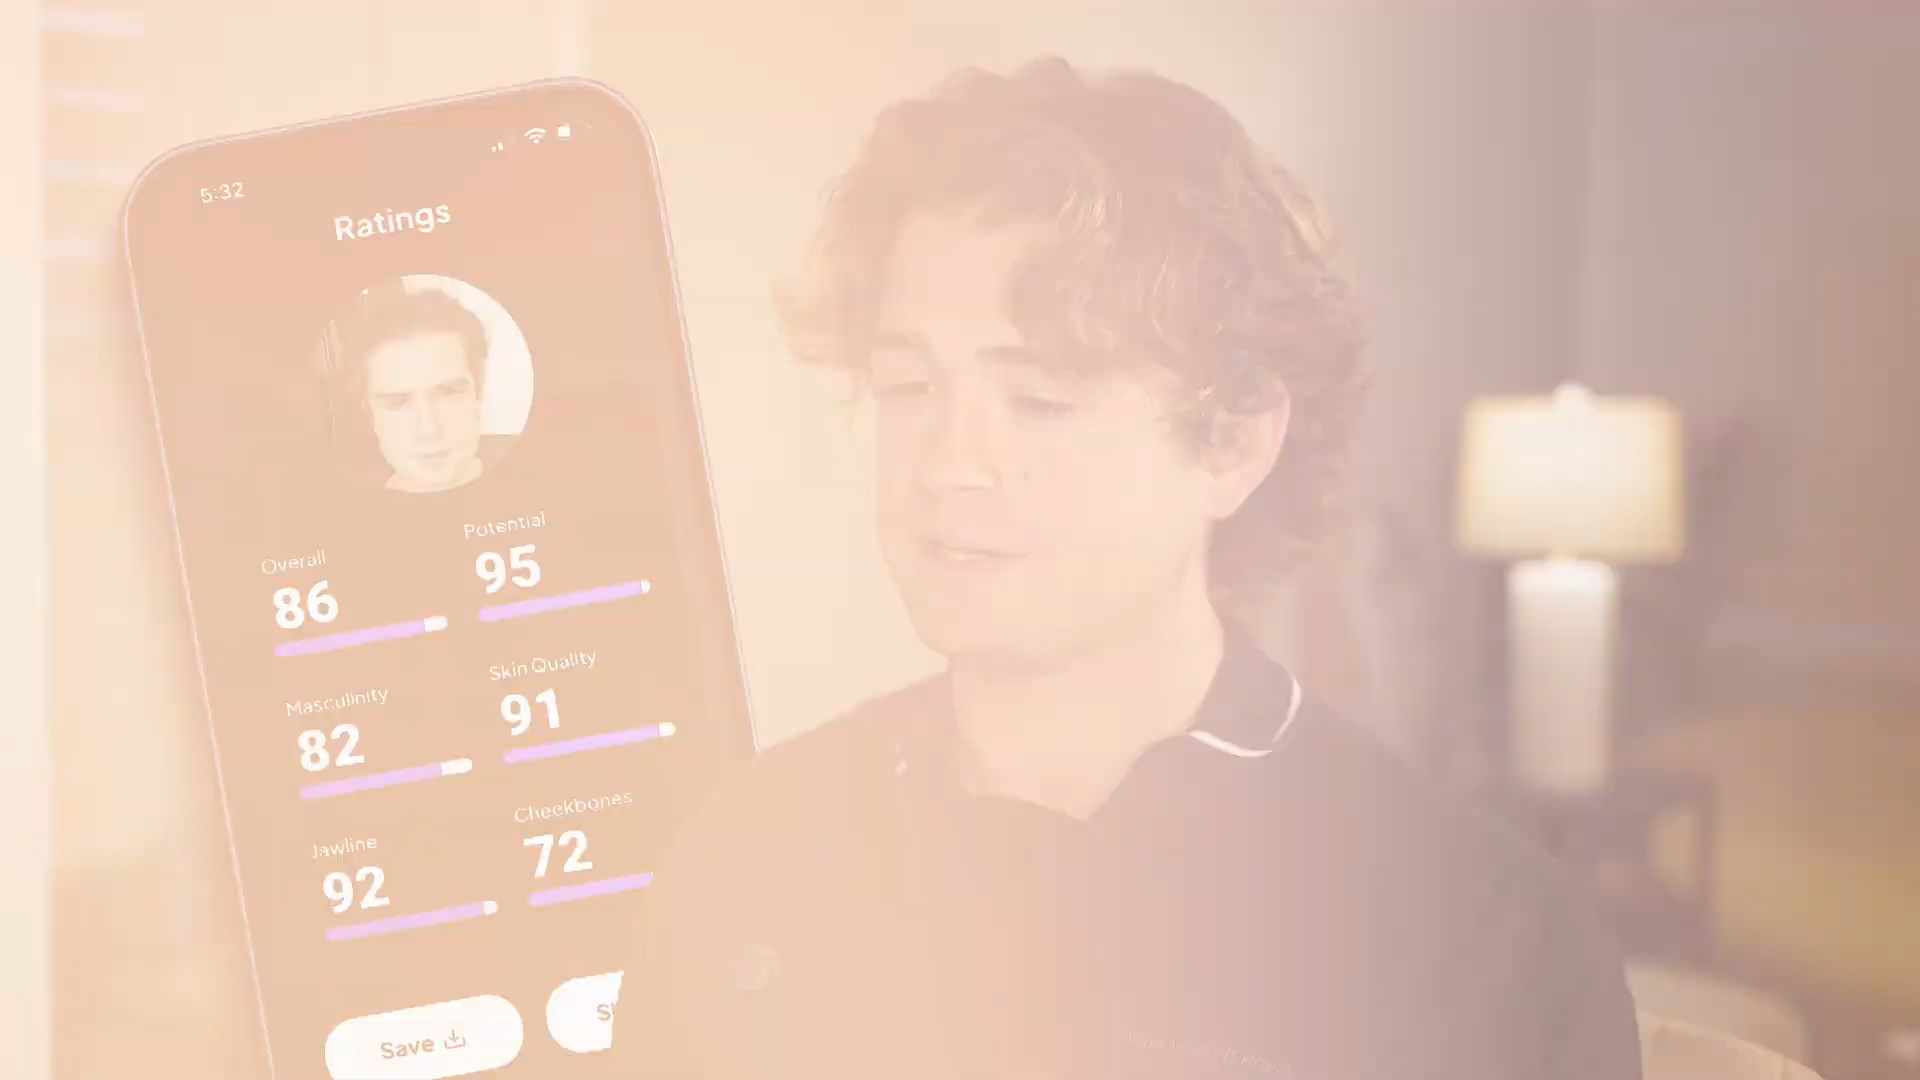 5:32
Ratings
Overall
86
Potential
95
Masculinity
82
Skin Quality
91
Jawline
92
Cheekbones
72
Save